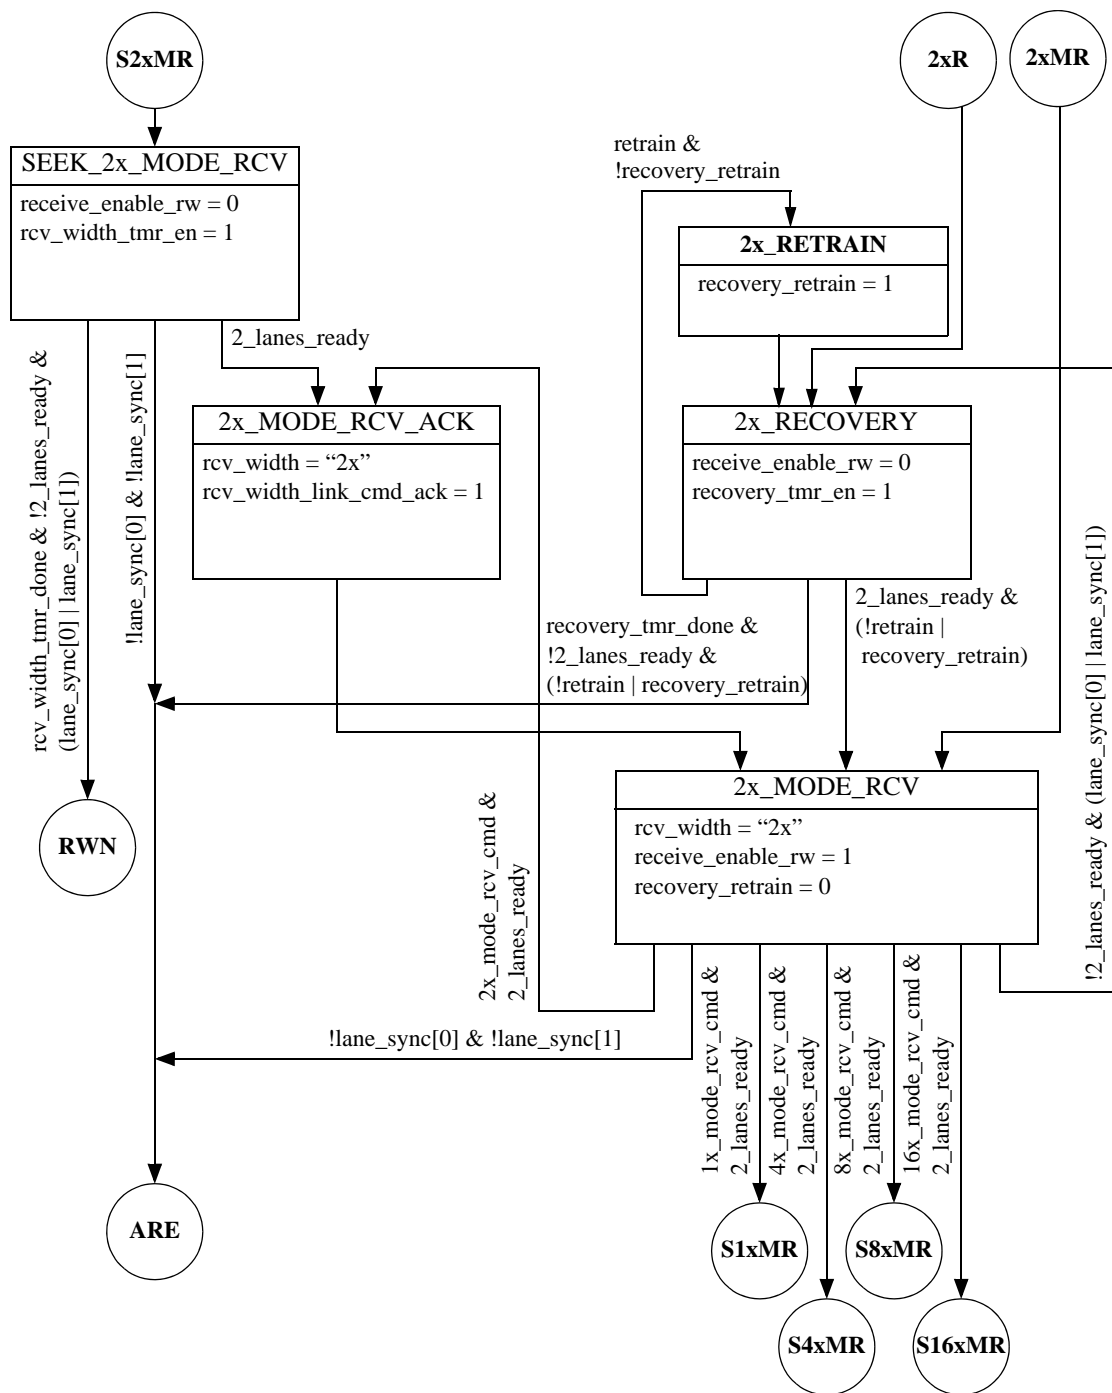 S2xMR
2xR
2xMR
SEEK_2x_MODE_RCV
receive_enable_rw = 0
rcv_width_tmr_en = 1
retrain &
!recovery_retrain
2x_RETRAIN
recovery_retrain = 1
2_lanes_ready
rcv_width_tmr_done & !2_lanes_ready &
(lane_sync[0] | lane_sync[1])
!lane_sync[0] & !lane_sync[1]
2x_MODE_RCV_ACK
rcv_width = “2x”
rcv_width_link_cmd_ack = 1
2x_RECOVERY
receive_enable_rw = 0
recovery_tmr_en = 1
recovery_tmr_done &
!2_lanes_ready &
(!retrain | recovery_retrain)
2_lanes_ready &
(!retrain |
recovery_retrain)
!2_lanes_ready & (lane_sync[0] | lane_sync[1])
2x_MODE_RCV
rcv_width = “2x”
receive_enable_rw = 1
recovery_retrain = 0
RWN
2x_mode_rcv_cmd &
2_lanes_ready
!lane_sync[0] & !lane_sync[1]
1x_mode_rcv_cmd &
2_lanes_ready
4x_mode_rcv_cmd &
2_lanes_ready
8x_mode_rcv_cmd &
2_lanes_ready
16x_mode_rcv_cmd &
2_lanes_ready
ARE
S1xMR
S8xMR
S4xMR
S16xMR